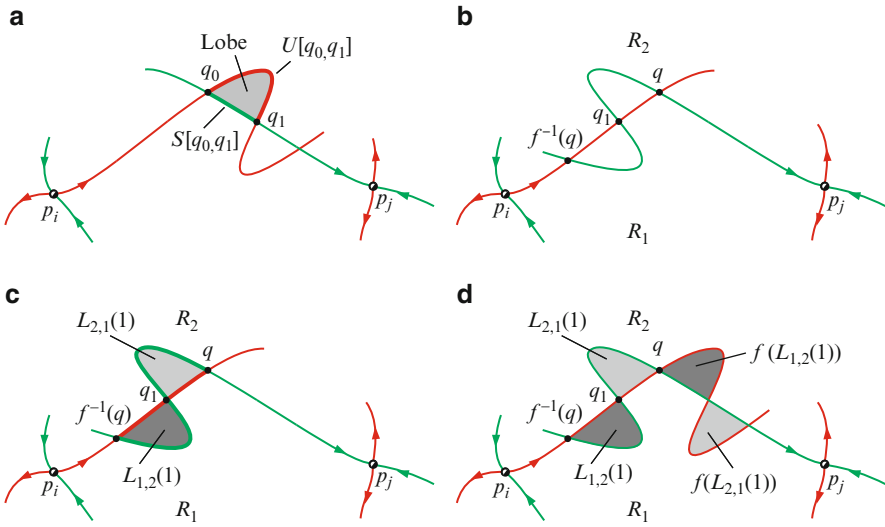 a
Lobe
U[q₀,q₁]
q₀
q₁
S[q₀,q₁]
pᵢ
pⱼ
b
R₂
q
q₁
f⁻¹(q)
pᵢ
pⱼ
R₁
c
L₂,₁(1)
R₂
q
q₁
f⁻¹(q)
L₁,₂(1)
pᵢ
pⱼ
R₁
d
L₂,₁(1)
R₂
q
f (L₁,₂(1))
q₁
f⁻¹(q)
L₁,₂(1)
f(L₂,₁(1))
pᵢ
pⱼ
R₁